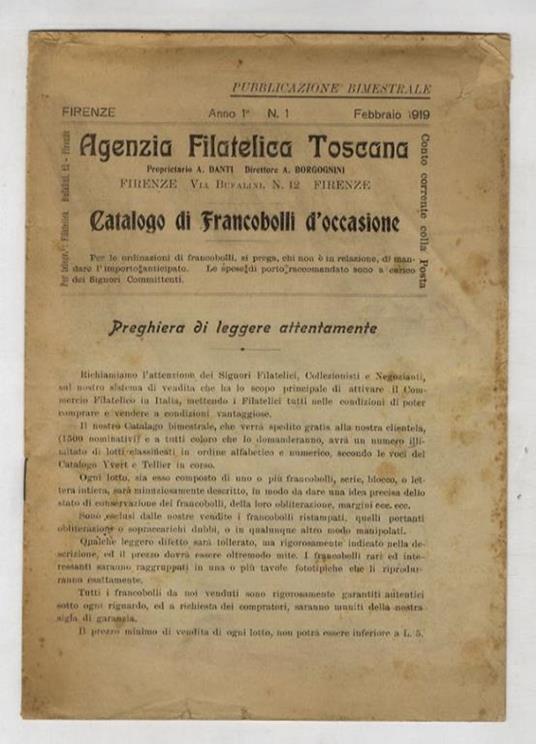 PUBBLICAZIONE BIMESTRALE
FIRENZE Anno 1° N. 1 Febbraio 1919
Per telegr.: Filatelica, Bufalini, 12 - Firenze
Agenzia Filatelica Toscana
Proprietario A. DANTI Direttore A. BORGOGNINI
FIRENZE VIA BUFALINI, N. 12 FIRENZE
Catalogo di Francobolli d'occasione
Per le ordinazioni di francobolli, si prega, chi non è in relazione, di man-
dare l'importo anticipato. Le spese di porto raccomandato sono a carico
dei Signori Committenti.
Conto corrente colla Posta
Preghiera di leggere attentamente
Richiamiamo l'attenzione dei Signori Filatelici, Collezionisti e Negozianti,
sul nostro sistema di vendita che ha lo scopo principale di attivare il Com-
mercio Filatelico in Italia, mettendo i Filatelici tutti nelle condizioni di poter
comprare e vendere a condizioni vantaggiose.
Il nostro Catalago bimestrale, che verrà spedito gratis alla nostra clientela,
(1500 nominativi) e a tutti coloro che lo domanderanno, avrà un numero illi-
mitato di lotti classificati in ordine alfabetico e numerico, secondo le voci del
Catalogo Yvert e Tellier in corso.
Ogni lotto, sia esso composto di uno o più francobolli, serie, blocco, o let-
tera intiera, sarà minuziosamente descritto, in modo da dare una idea precisa dello
stato di conservazione dei francobolli, della loro obliterazione, margini ecc. ecc.
Sono esclusi dalle nostre vendite i francobolli ristampati, quelli portanti
obliterazione o sopraccarichi dubbi, o in qualunque altro modo manipolati.
Qualche leggero difetto sarà tollerato, ma rigorosamente indicato nella de-
scrizione, ed il prezzo dovrà essere oltremodo mite. I francobolli rari ed inte-
ressanti saranno raggruppati in una o più tavole fototipiche che li riprodur-
ranno esattamente.
Tutti i francobolli da noi venduti sono rigorosamente garantiti autentici
sotto ogni riguardo, ed a richiesta dei compratori, saranno muniti della nostra
sigla di garanzia.
Il prezzo minimo di vendita di ogni lotto, non potrà essere inferiore a L. 5.